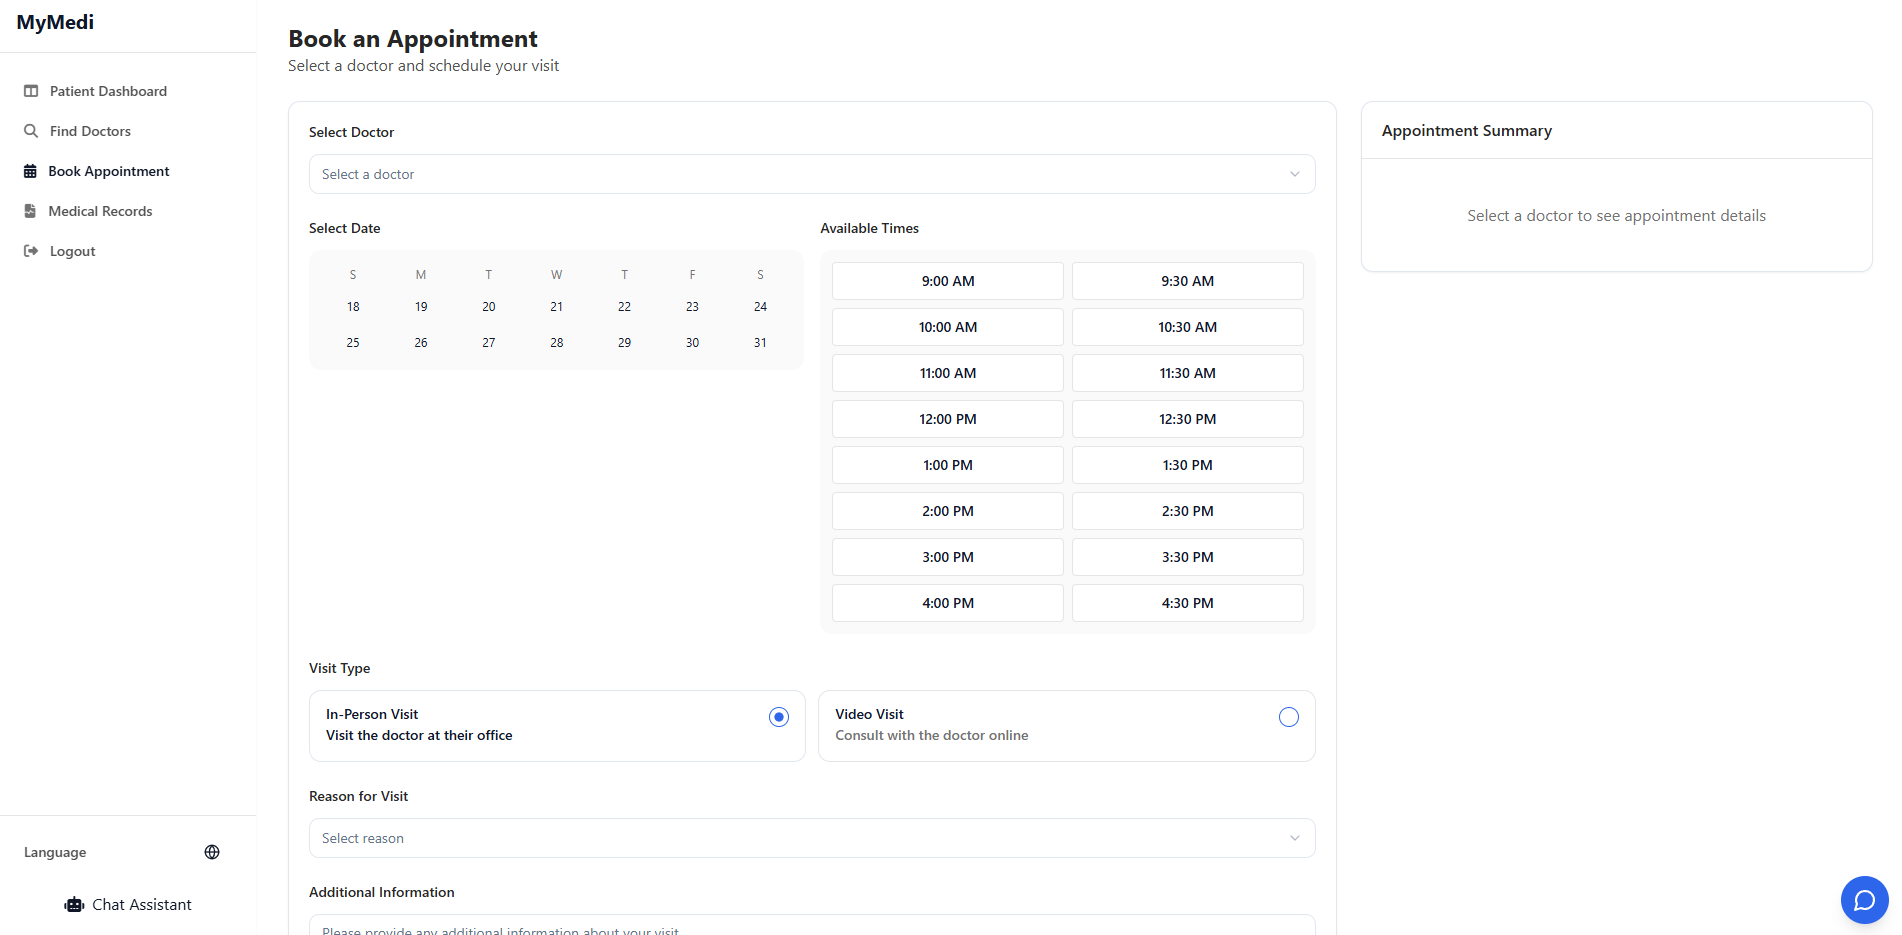 MyMedi
Patient Dashboard
Find Doctors
Book Appointment
Medical Records
Logout
Language
Chat Assistant
Book an Appointment
Select a doctor and schedule your visit
Select Doctor
Select a doctor
Select Date
S M T W T F S
18 19 20 21 22 23 24
25 26 27 28 29 30 31
Available Times
9:00 AM 9:30 AM
10:00 AM 10:30 AM
11:00 AM 11:30 AM
12:00 PM 12:30 PM
1:00 PM 1:30 PM
2:00 PM 2:30 PM
3:00 PM 3:30 PM
4:00 PM 4:30 PM
Visit Type
In-Person Visit
Visit the doctor at their office
Video Visit
Consult with the doctor online
Reason for Visit
Select reason
Additional Information
Please provide any additional information about your visit
Appointment Summary
Select a doctor to see appointment details